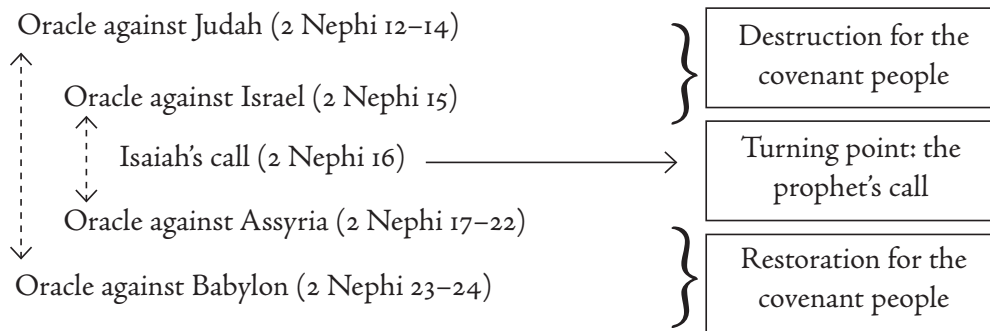 Oracle against Judah (2 Nephi 12–14)
Oracle against Israel (2 Nephi 15)
Isaiah's call (2 Nephi 16)
Oracle against Assyria (2 Nephi 17–22)
Oracle against Babylon (2 Nephi 23–24)
Destruction for the
covenant people
Turning point: the
prophet's call
Restoration for the
covenant people